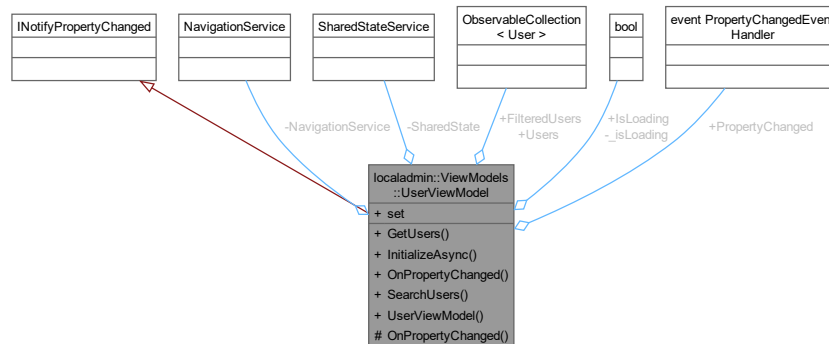 INotifyPropertyChanged
NavigationService
SharedStateService
ObservableCollection
< User >
bool
event PropertyChangedEvent
Handler
-NavigationService
-SharedState
+FilteredUsers
+Users
+IsLoading
-_isLoading
+PropertyChanged
localadmin::ViewModels
::UserViewModel
+ set
+ GetUsers()
+ InitializeAsync()
+ OnPropertyChanged()
+ SearchUsers()
+ UserViewModel()
# OnPropertyChanged()